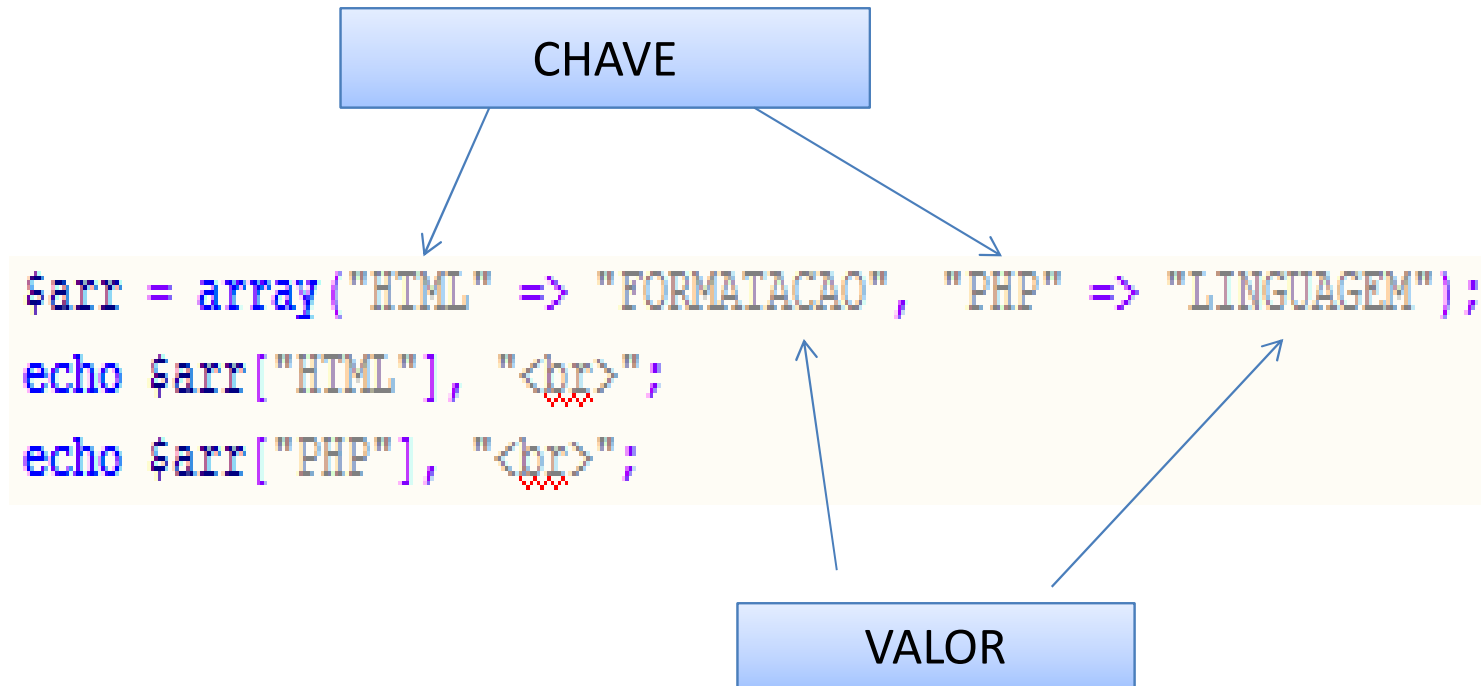 CHAVE
$arr = array("HTML" => "FORMATACAO", "PHP" => "LINGUAGEM");
echo $arr["HTML"], "<br>";
echo $arr["PHP"], "<br>";
VALOR